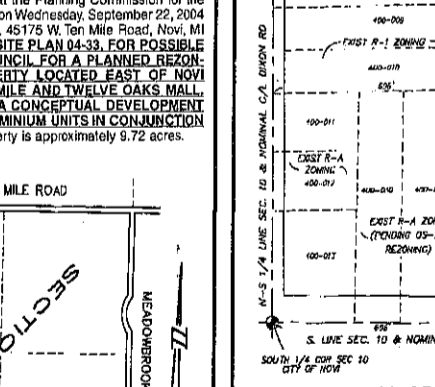 at the Planning Commission for the
on Wednesday, September 22, 2004
, 45175 W. Ten Mile Road, Novi, MI
SITE PLAN 04-33, FOR POSSIBLE
UNCIL FOR A PLANNED REZON-
ERTY LOCATED EAST OF NOVI
MILE AND TWELVE OAKS MALL,
A CONCEPTUAL DEVELOPMENT
MINIUM UNITS IN CONJUNCTION
erty is approximately 9.72 acres.
MILE ROAD
SECTIO
MEADOWBROOK
N-S 1/4 LINE SEC. 10 & NOMINAL C/L DIXON RD
400-009
EXIST R-1 ZONING
400-010
400-011
EXIST R-A
ZONING
400-012
EXIST R-A ZO
(PENDING OS-
REZONING)
400-013
S. LINE SEC. 10 & NOMIN
SOUTH 1/4 COR SEC 10
CITY OF NOVI